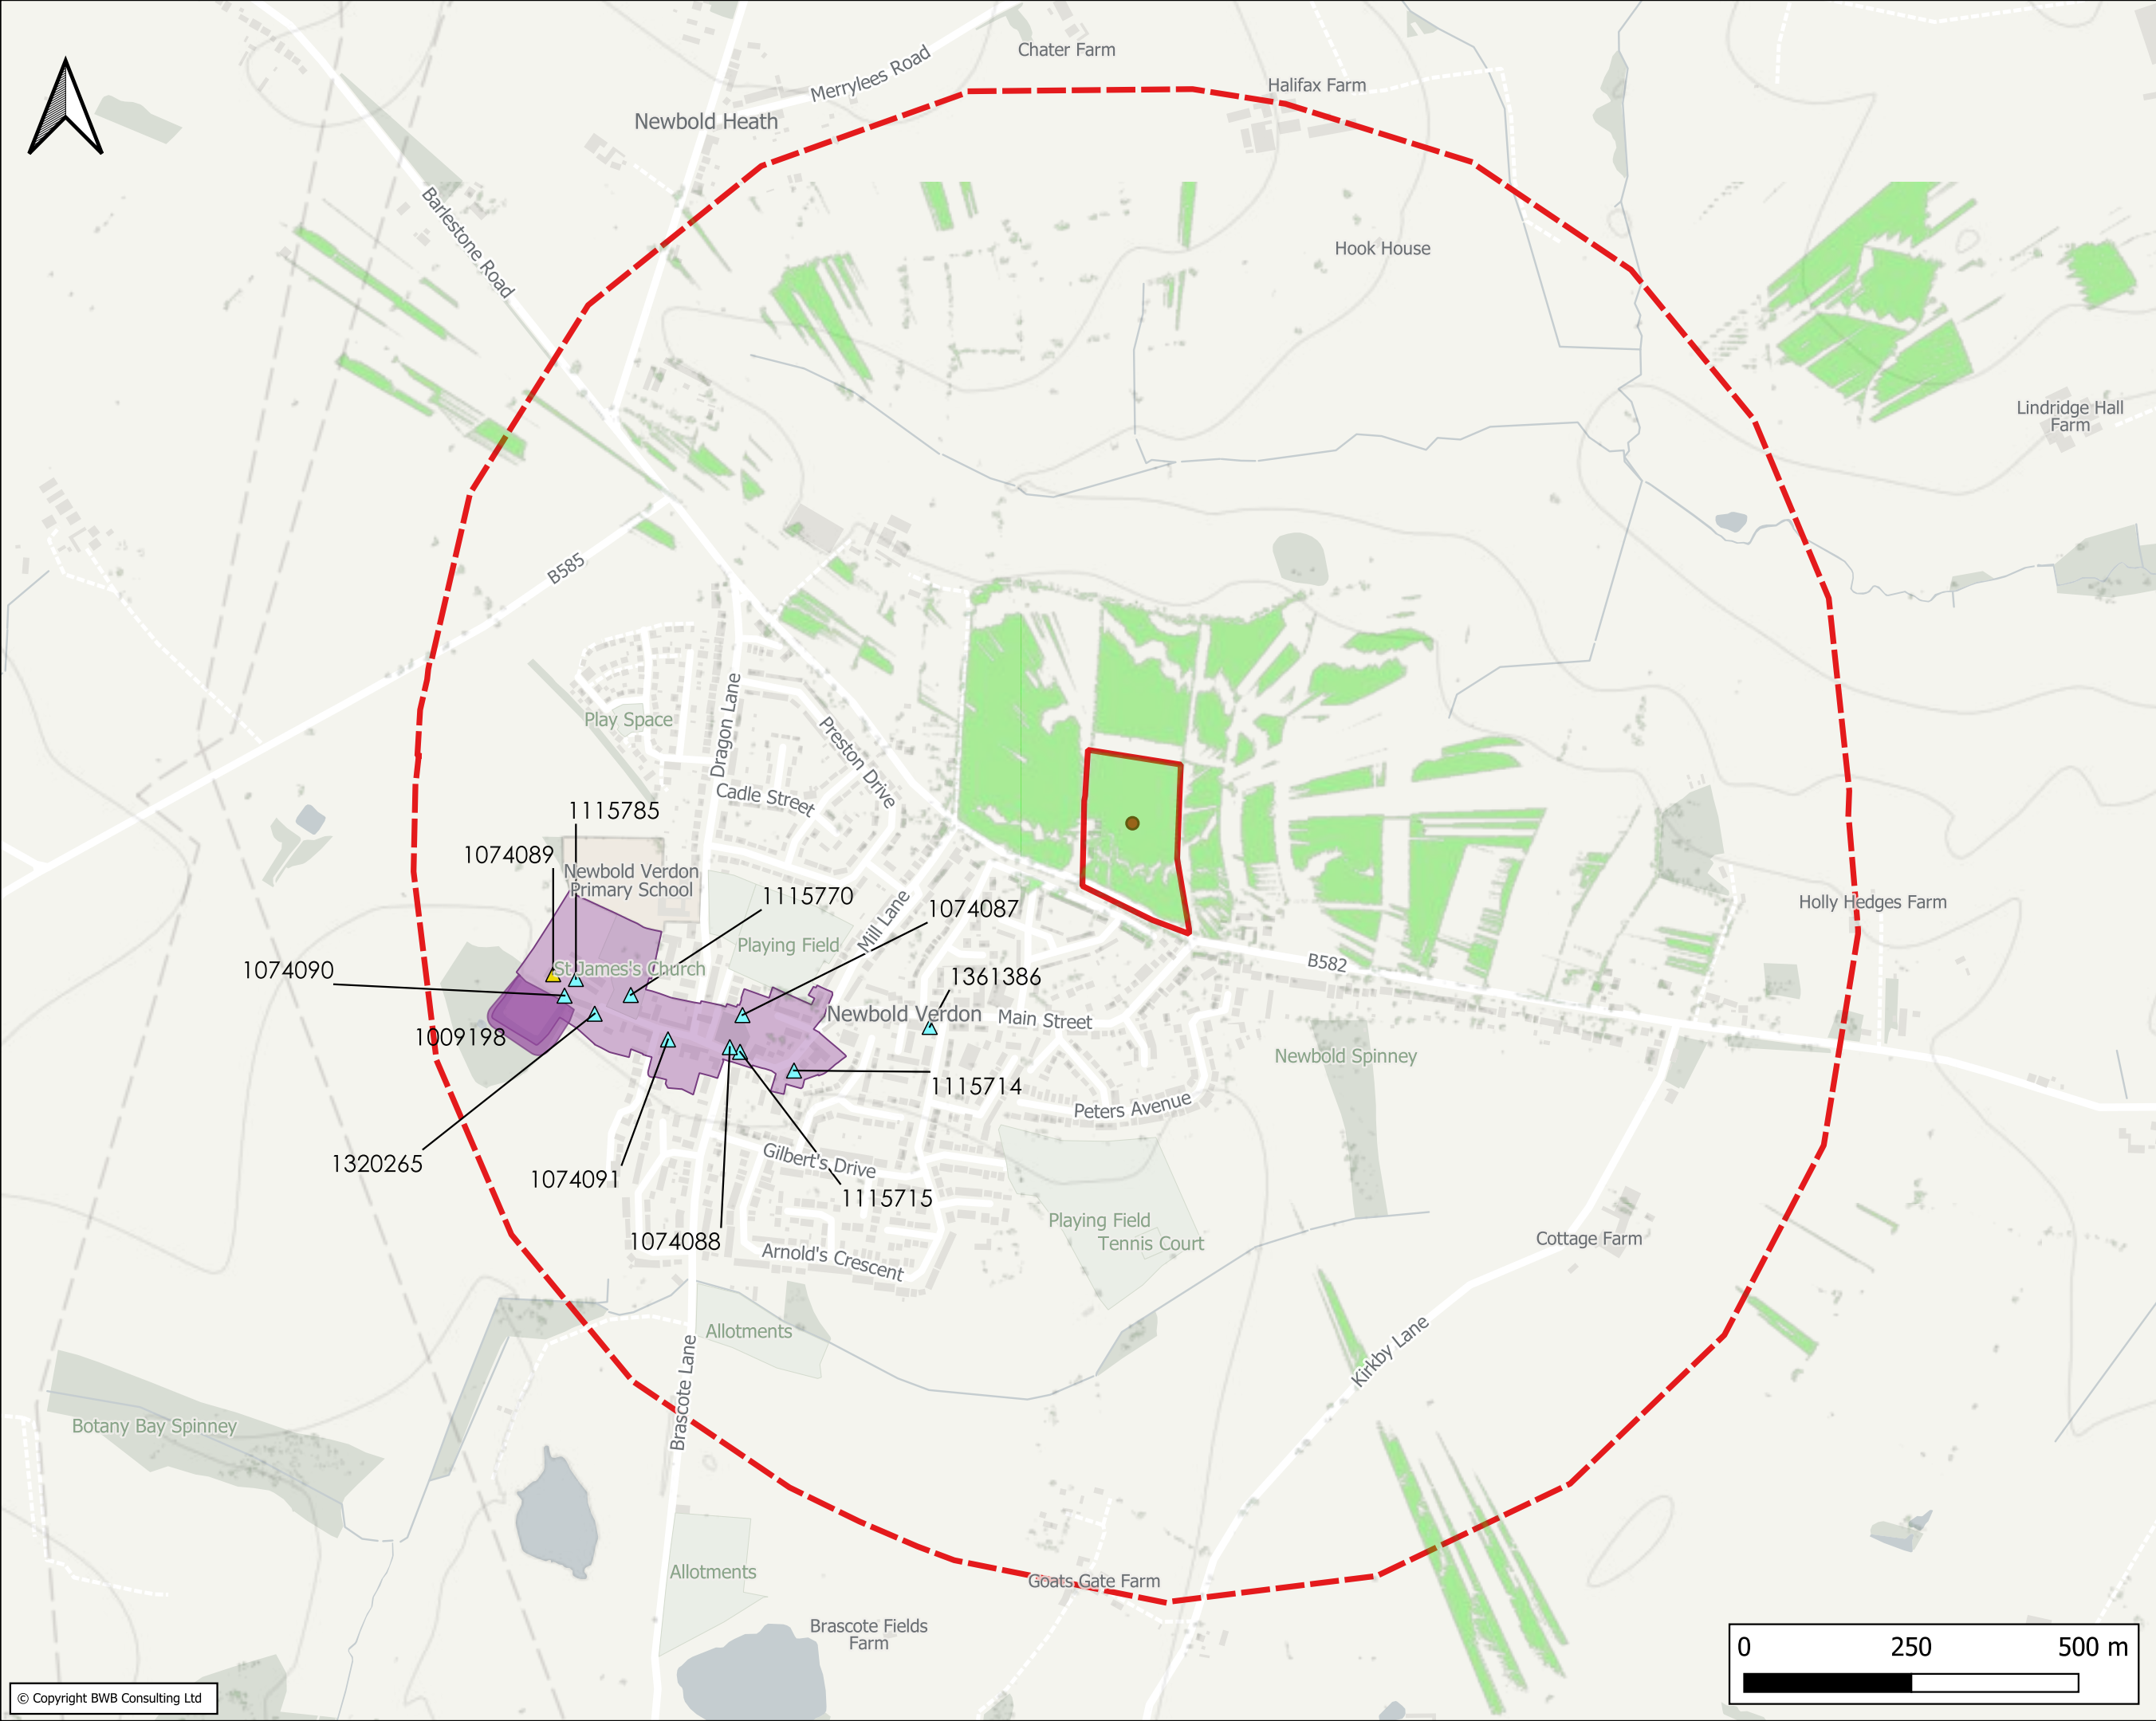 Chater Farm
Merrylees Road
Halifax Farm
Newbold Heath
Barlestone Road
Hook House
Lindridge Hall
Farm
B585
Play Space
Dragon Lane
Preston Drive
Cadle Street
1115785
1074089
Newbold Verdon
Primary School
1115770
1074087
Mill Lane
Holly Hedges Farm
Playing Field
B582
St James's Church
1074090
1361386
Newbold Verdon
Main Street
1009198
Newbold Spinney
1115714
Peters Avenue
1320265
Gilbert's Drive
1074091
1115715
Playing Field
Tennis Court
1074088
Cottage Farm
Arnold's Crescent
Allotments
Kirkby Lane
Brascote Lane
Botany Bay Spinney
Allotments
Goats Gate Farm
Brascote Fields
Farm
0 250 500 m
© Copyright BWB Consulting Ltd